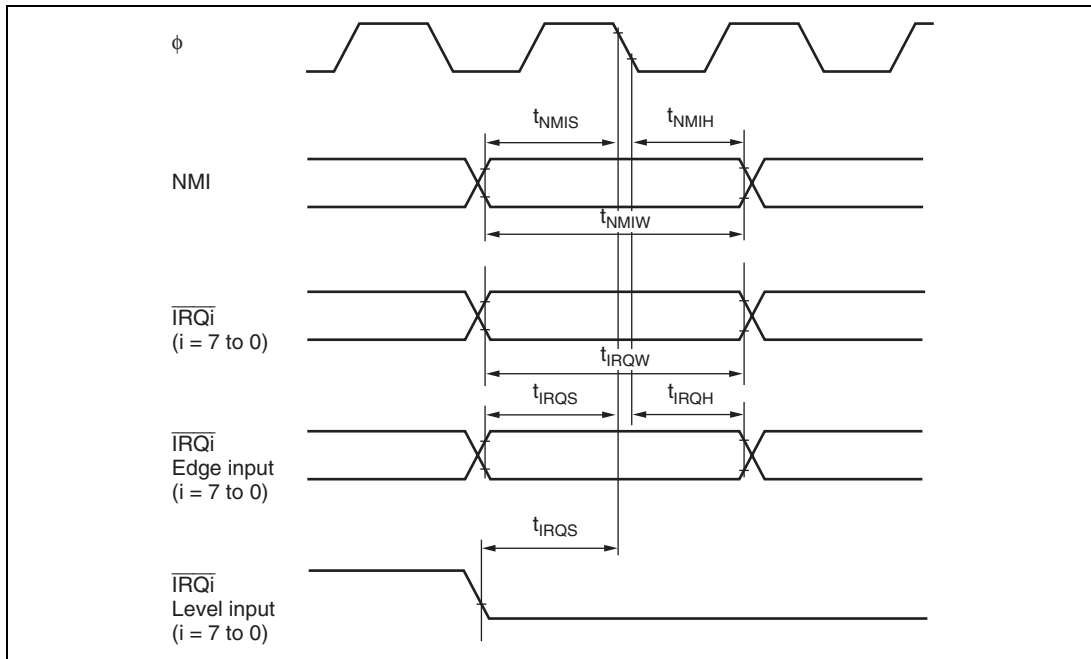 φ
tNMIS
tNMIH
NMI
tNMIW
IRQi
(i = 7 to 0)
tIRQW
tIRQS
tIRQH
IRQi
Edge input
(i = 7 to 0)
tIRQS
IRQi
Level input
(i = 7 to 0)